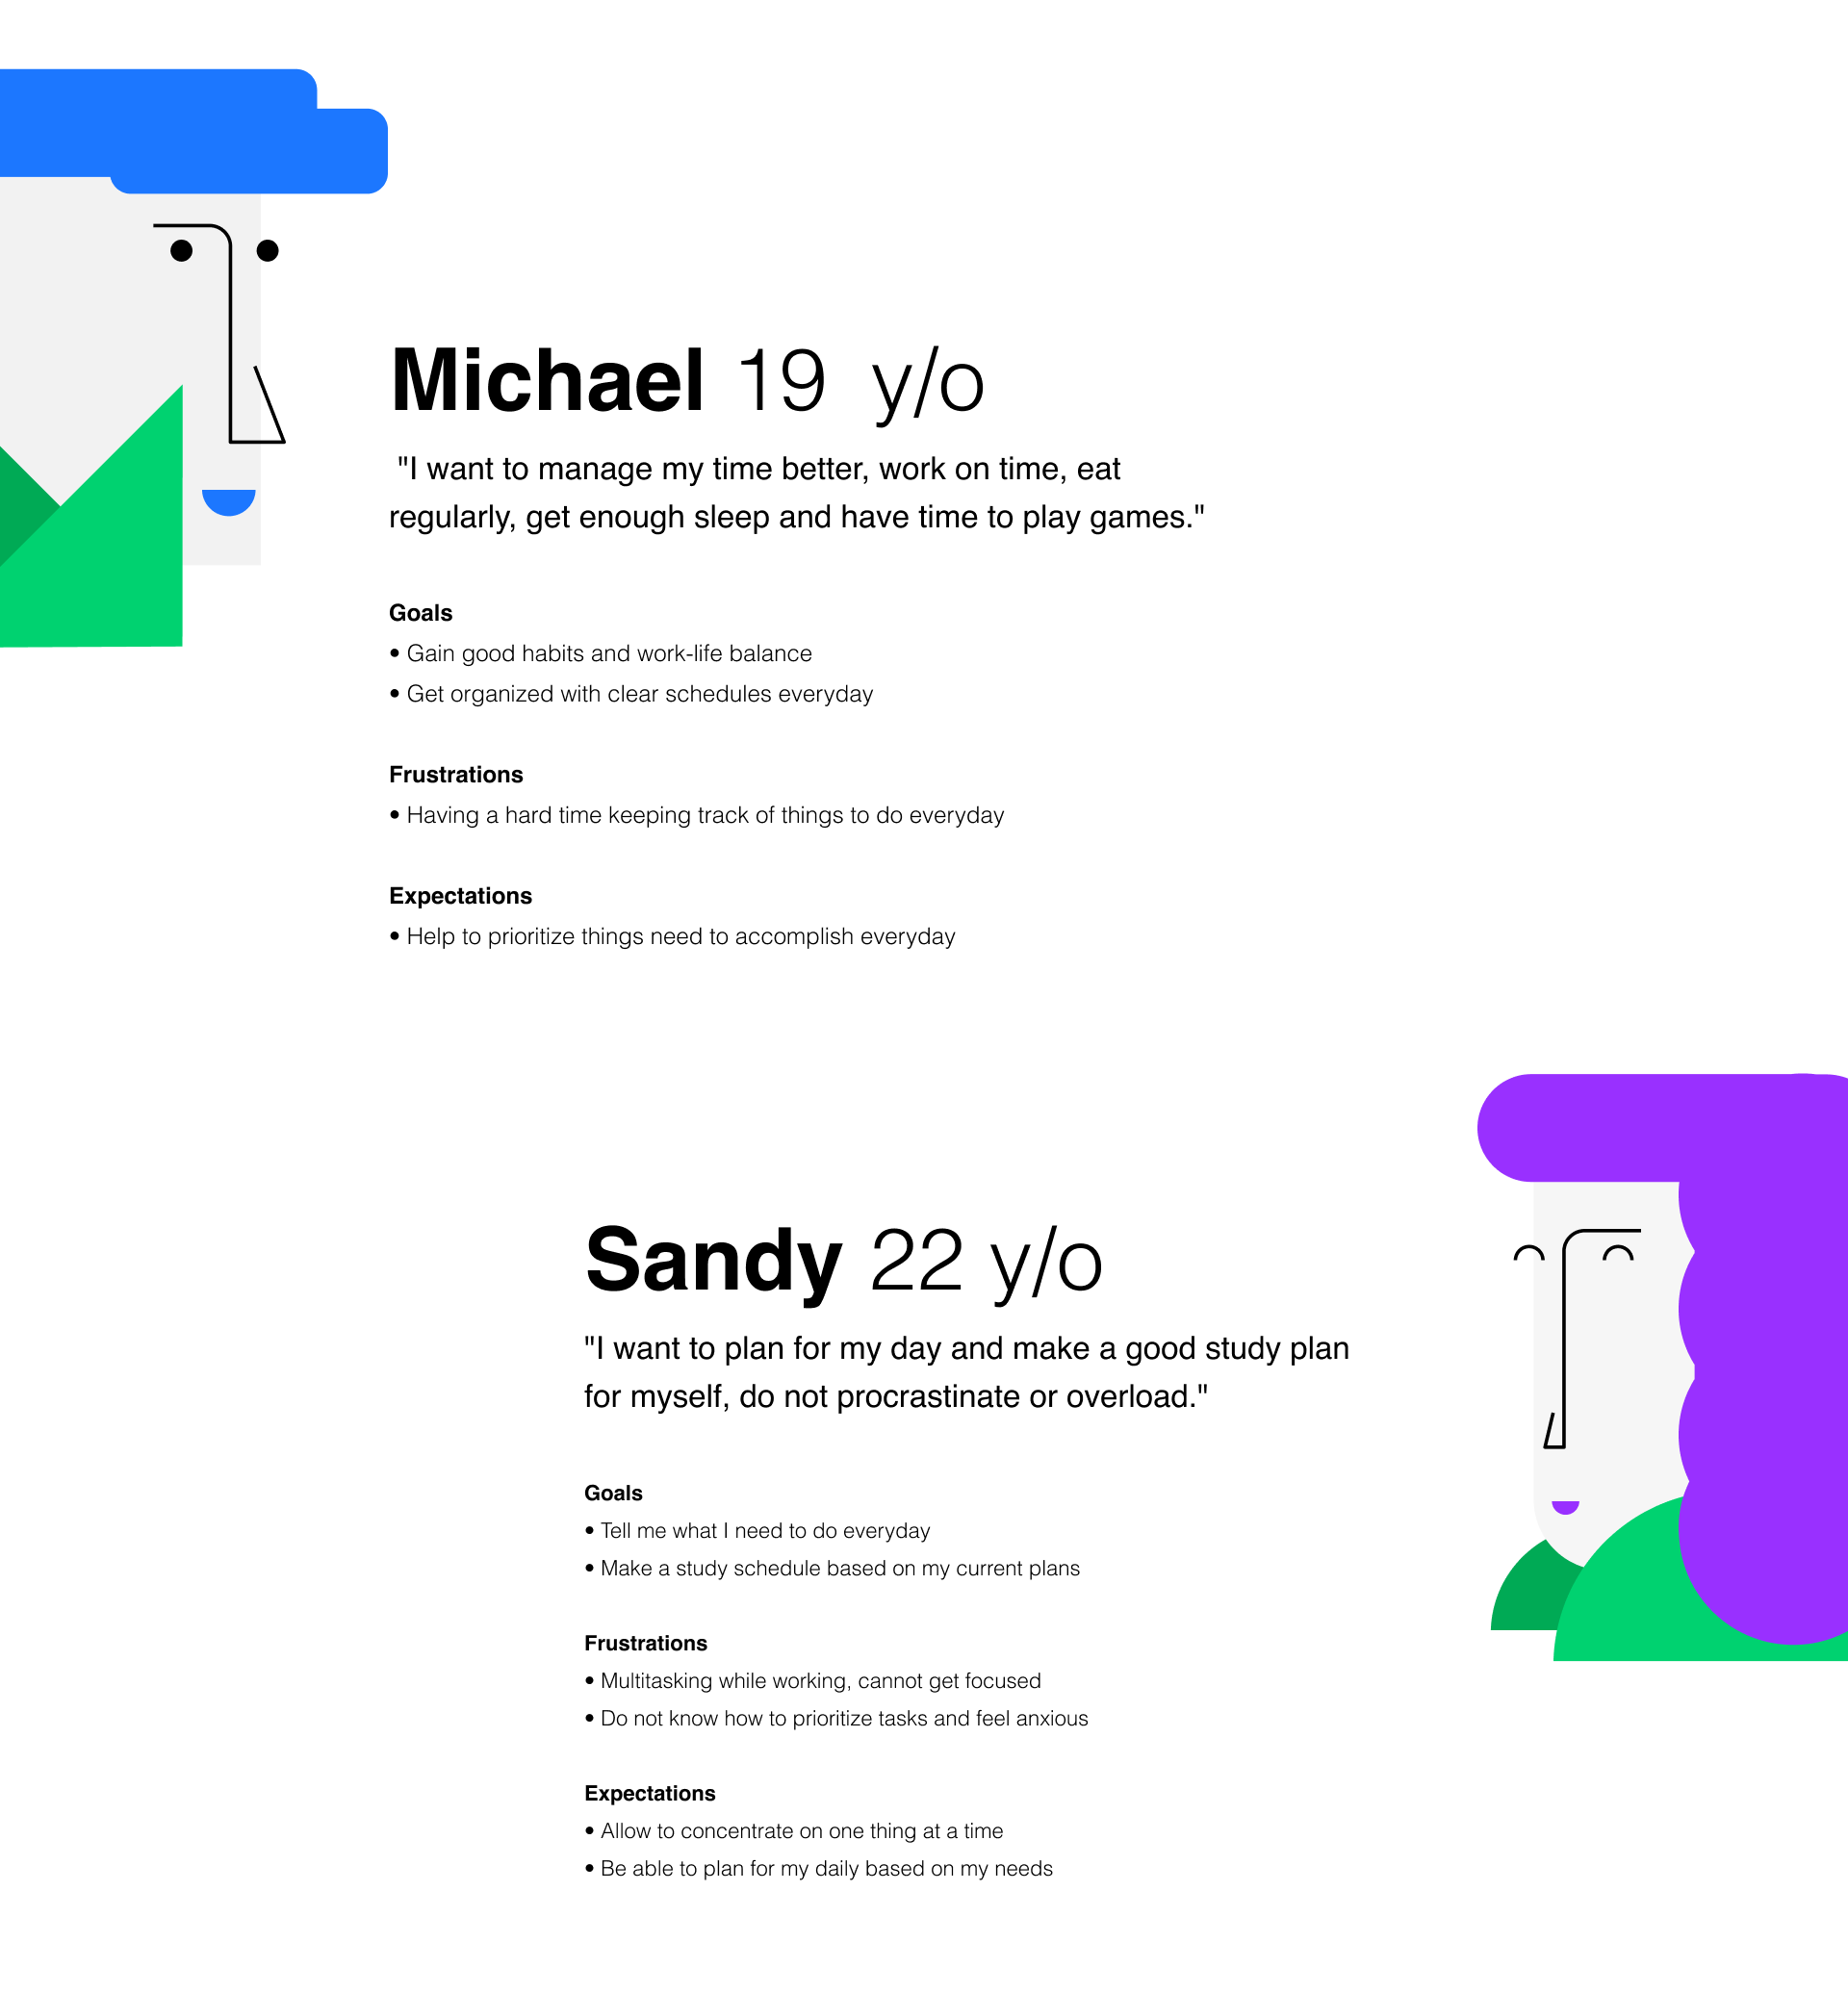 Michael 19 y/o
"I want to manage my time better, work on time, eat
regularly, get enough sleep and have time to play games."
Goals
• Gain good habits and work-life balance
• Get organized with clear schedules everyday
Frustrations
• Having a hard time keeping track of things to do everyday
Expectations
• Help to prioritize things need to accomplish everyday
Sandy 22 y/o
"I want to plan for my day and make a good study plan
for myself, do not procrastinate or overload."
Goals
• Tell me what I need to do everyday
• Make a study schedule based on my current plans
Frustrations
• Multitasking while working, cannot get focused
• Do not know how to prioritize tasks and feel anxious
Expectations
• Allow to concentrate on one thing at a time
• Be able to plan for my daily based on my needs